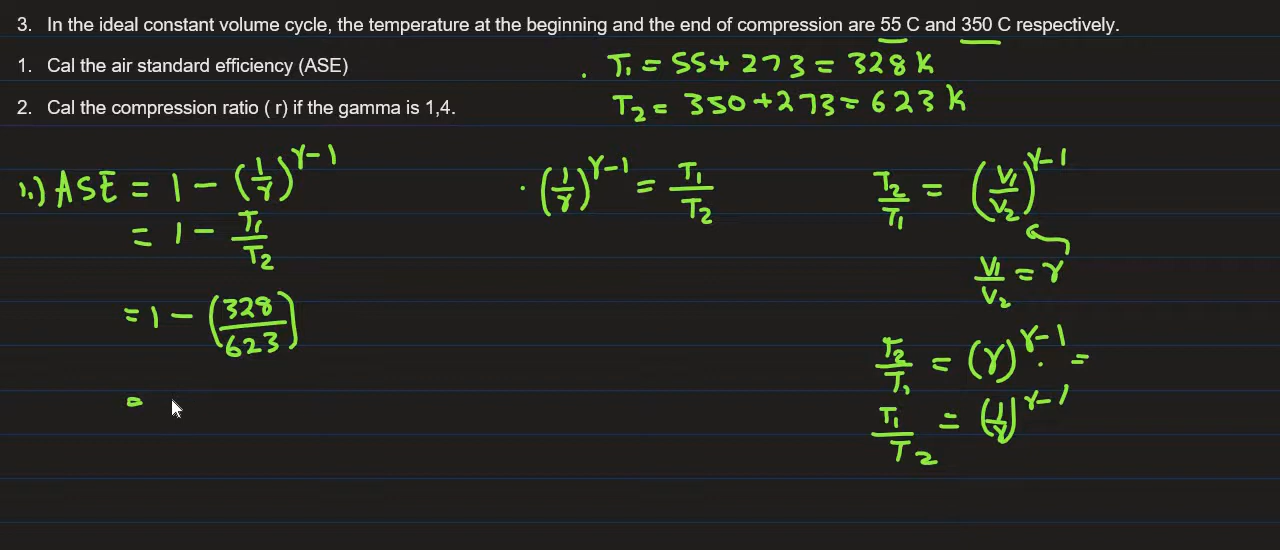 3. In the ideal constant volume cycle, the temperature at the beginning and the end of compression are 55 C and 350 C respectively.
1. Cal the air standard efficiency (ASE)
2. Cal the compression ratio ( r) if the gamma is 1,4.
. T₁ = 55 + 273 = 328 K
T₂ = 350 + 273 = 623 K
1.) ASE = 1 - (1/r)^γ-1
= 1 - T₁/T₂
= 1 - (328/623)
=
. (1/r)^γ-1 = T₁/T₂
T₂/T₁ = (V₁/V₂)^γ-1
V₁/V₂ = r
T₂/T₁ = (r)^γ-1 . =
T₁/T₂ = (1/r)^γ-1